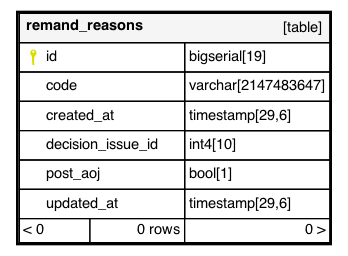 remand_reasons [table]
id bigserial[19]
code varchar[2147483647]
created_at timestamp[29,6]
decision_issue_id int4[10]
post_aoj bool[1]
updated_at timestamp[29,6]
< 0 0 rows 0 >